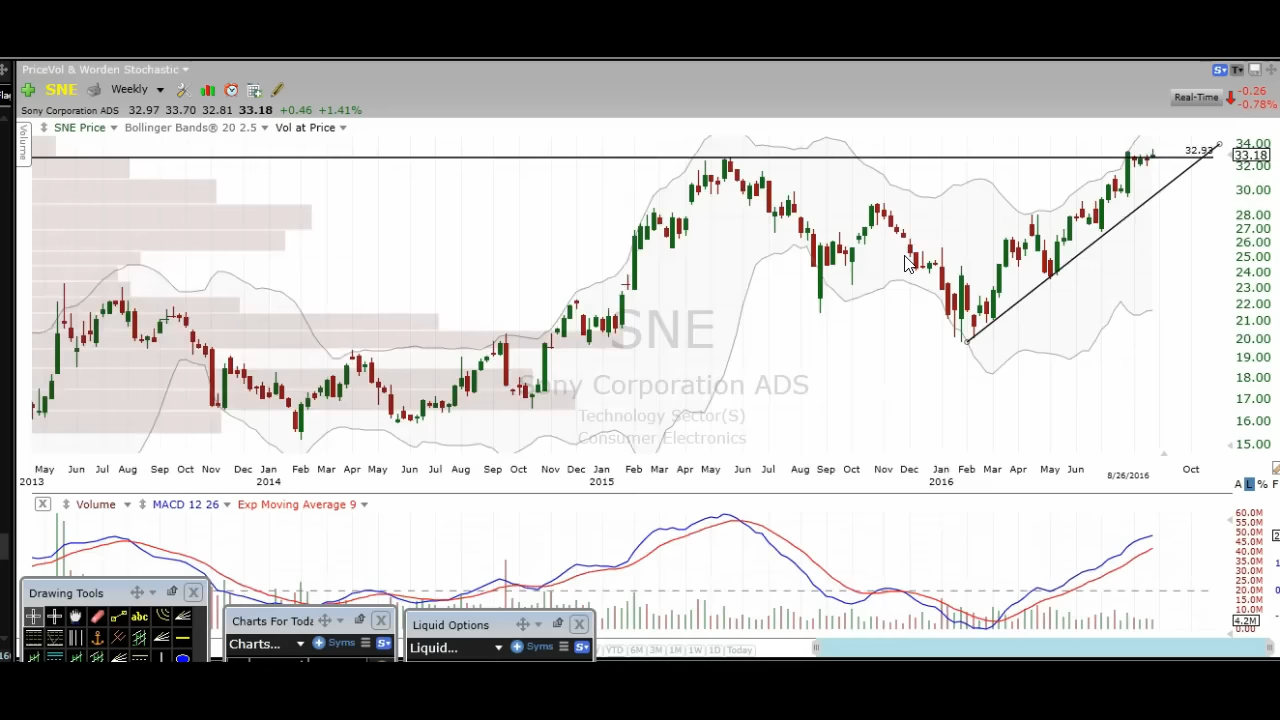 PriceVol & Worden Stochastic
SNE Weekly
Real-Time -0.26
-0.78%
Sony Corporation ADS 32.97 33.70 32.81 33.18 +0.46 +1.41%
Volume
SNE Price Bollinger Bands® 20 2.5 Vol at Price
32.93
34.00
33.18
32.00
30.00
28.00
27.00
26.00
25.00
24.00
23.00
22.00
21.00
20.00
19.00
18.00
17.00
16.00
15.00
SNE
Sony Corporation ADS
Technology Sector(S)
Consumer Electronics
May Jun Jul Aug Sep Oct Nov Dec Jan Feb Mar Apr May Jun Jul Aug Sep Oct Nov Dec Jan Feb Mar Apr May Jun Jul Aug Sep Oct Nov Dec Jan Feb Mar Apr May Jun 8/26/2016 Oct
2013 2014 2015 2016
A L % F
X Volume MACD 12 26 Exp Moving Average 9
60.0M
55.0M
50.0M
45.0M
40.0M
35.0M
30.0M
25.0M
20.0M
15.0M
10.0M
4.2M
0.00
Drawing Tools
abc
Charts For Toda
Charts... Syms
Liquid Options
Liquid... Syms
YTD 6M 3M 1M 1W 1D Today